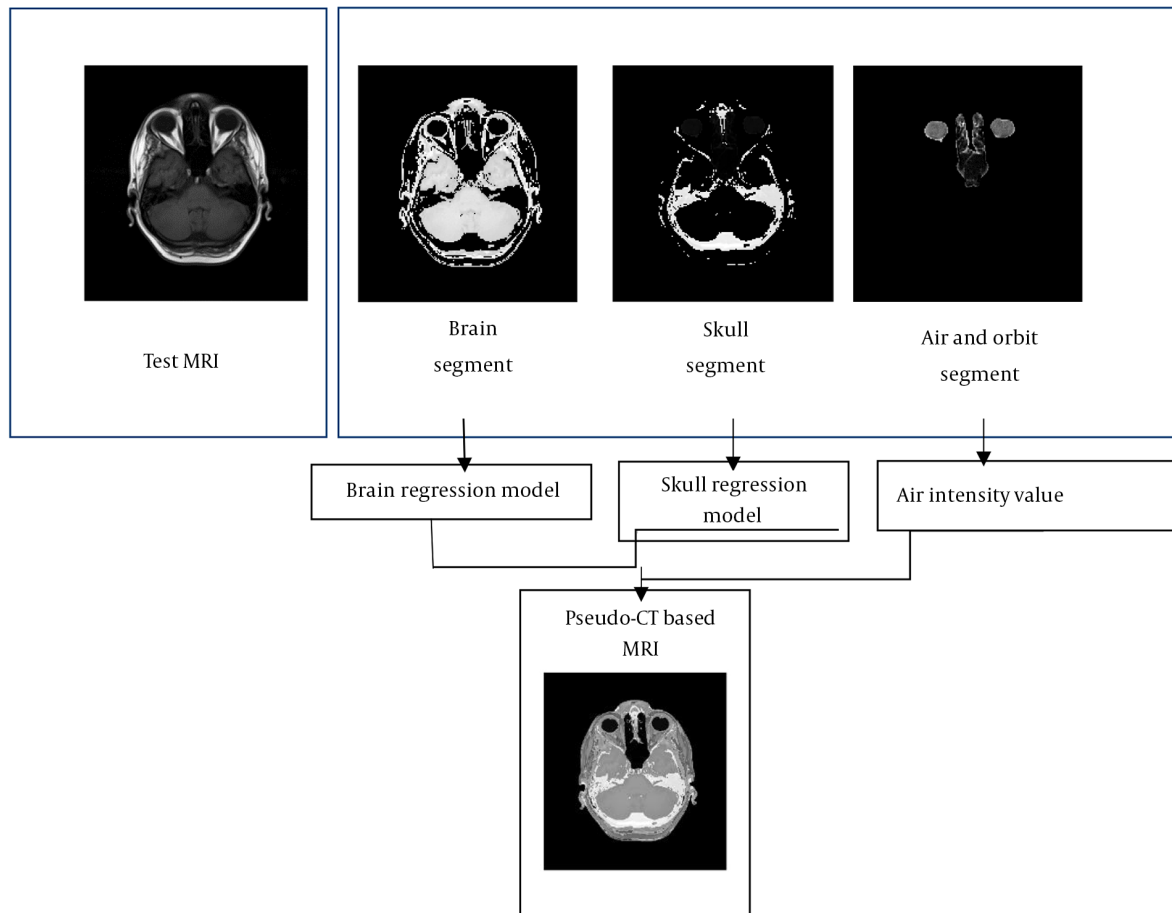 Test MRI
Brain
segment
Skull
segment
Air and orbit
segment
Brain regression model
Skull regression
model
Air intensity value
Pseudo-CT based
MRI